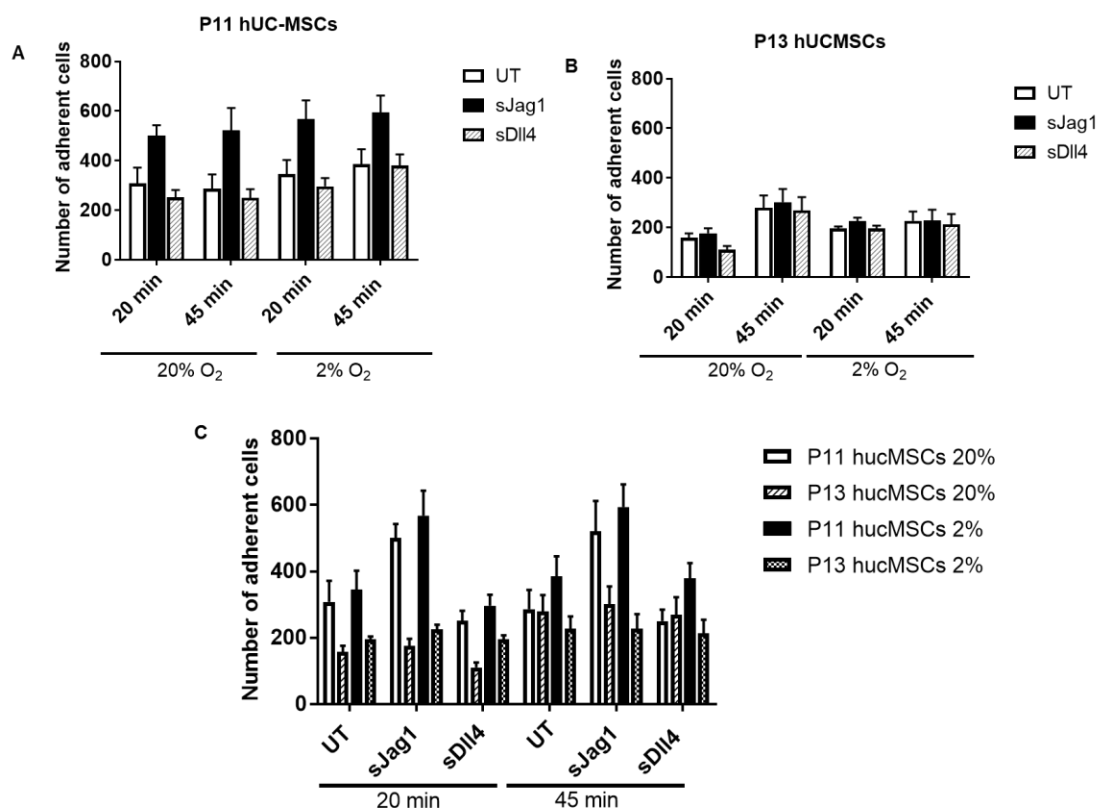 P11 hUC-MSCs
A
Number of adherent cells
800
600
400
200
0
20 min
45 min
20 min
45 min
20% O2
2% O2
UT
sJag1
sDll4
P13 hUCMSCs
B
Number of adherent cells
800
600
400
200
0
20 min
45 min
20 min
45 min
20% O2
2% O2
UT
sJag1
sDll4
C
Number of adherent cells
800
600
400
200
0
UT
sJag1
sDll4
UT
sJag1
sDll4
20 min
45 min
P11 hucMSCs 20%
P13 hucMSCs 20%
P11 hucMSCs 2%
P13 hucMSCs 2%